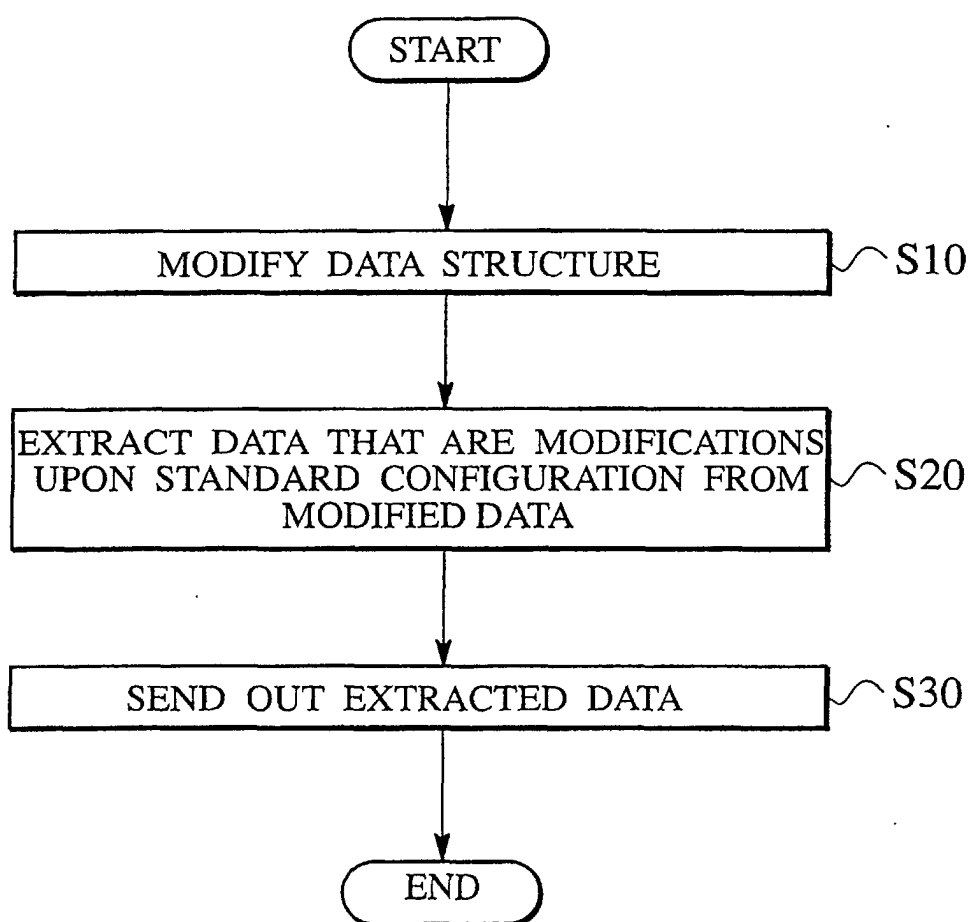 START
MODIFY DATA STRUCTURE
S10
EXTRACT DATA THAT ARE MODIFICATIONS
UPON STANDARD CONFIGURATION FROM
MODIFIED DATA
S20
SEND OUT EXTRACTED DATA
S30
END